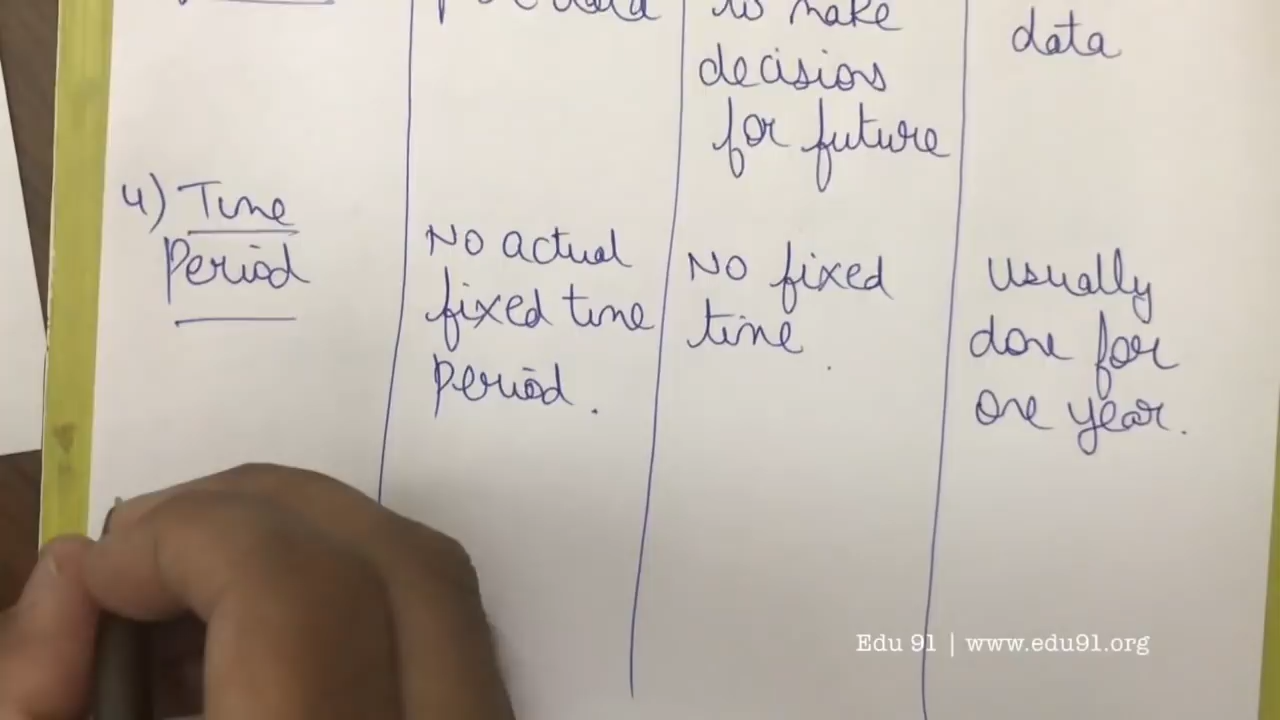 to make
decisions
for future
data
4) Time
Period
No actual
fixed time
period.
No fixed
time.
Usually
done for
one year.
Edu 91 | www.edu91.org